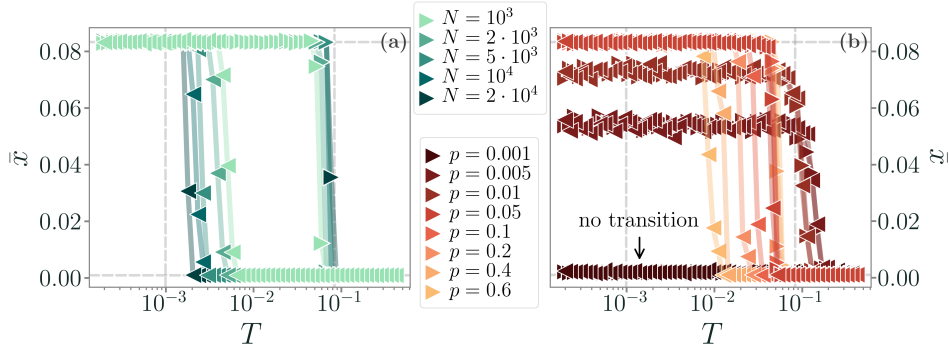 0.08
0.06
0.04
0.02
0.00
x̄
10⁻³
10⁻²
10⁻¹
T
(a)
N = 10³
N = 2 · 10³
N = 5 · 10³
N = 10⁴
N = 2 · 10⁴
p = 0.001
p = 0.005
p = 0.01
p = 0.05
p = 0.1
p = 0.2
p = 0.4
p = 0.6
(b)
no transition
10⁻³
10⁻²
10⁻¹
T
0.08
0.06
0.04
0.02
0.00
x̄